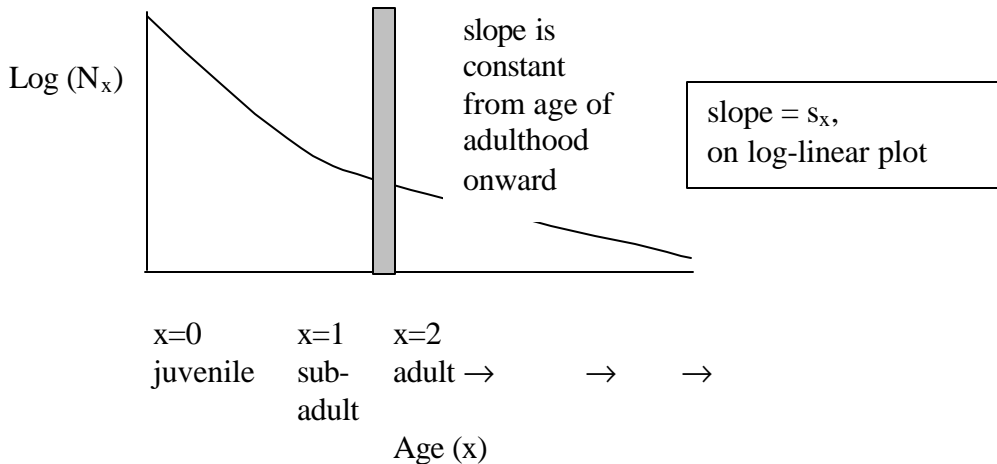 slope is
constant
from age of
adulthood
onward
Log (Nₓ)
slope = sₓ,
on log-linear plot
x=0
juvenile
x=1
sub-
adult
x=2
adult → → →
Age (x)